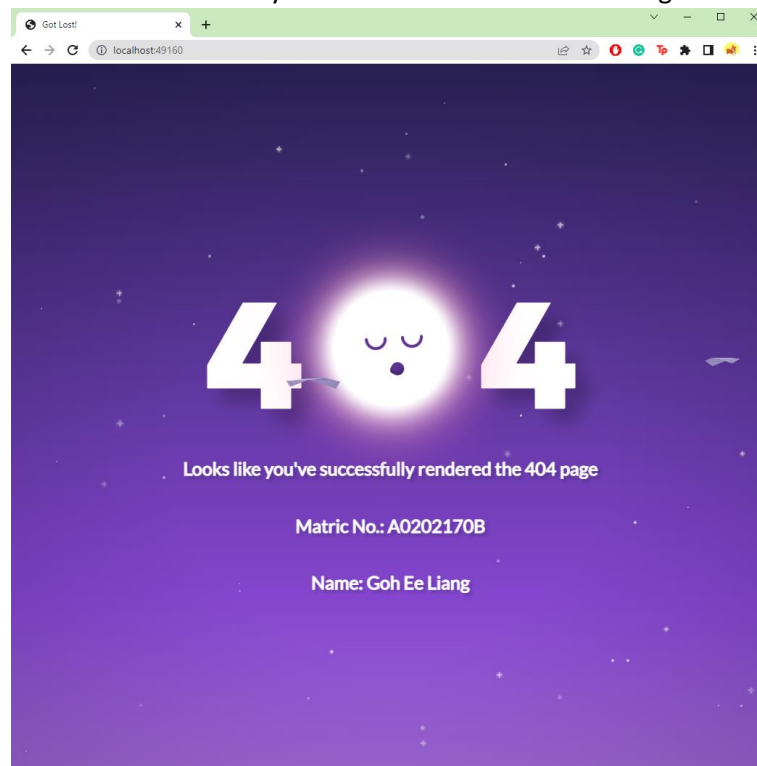 Got Lost!
localhost:49160
404
Looks like you've successfully rendered the 404 page
Matric No.: A0202170B
Name: Goh Ee Liang